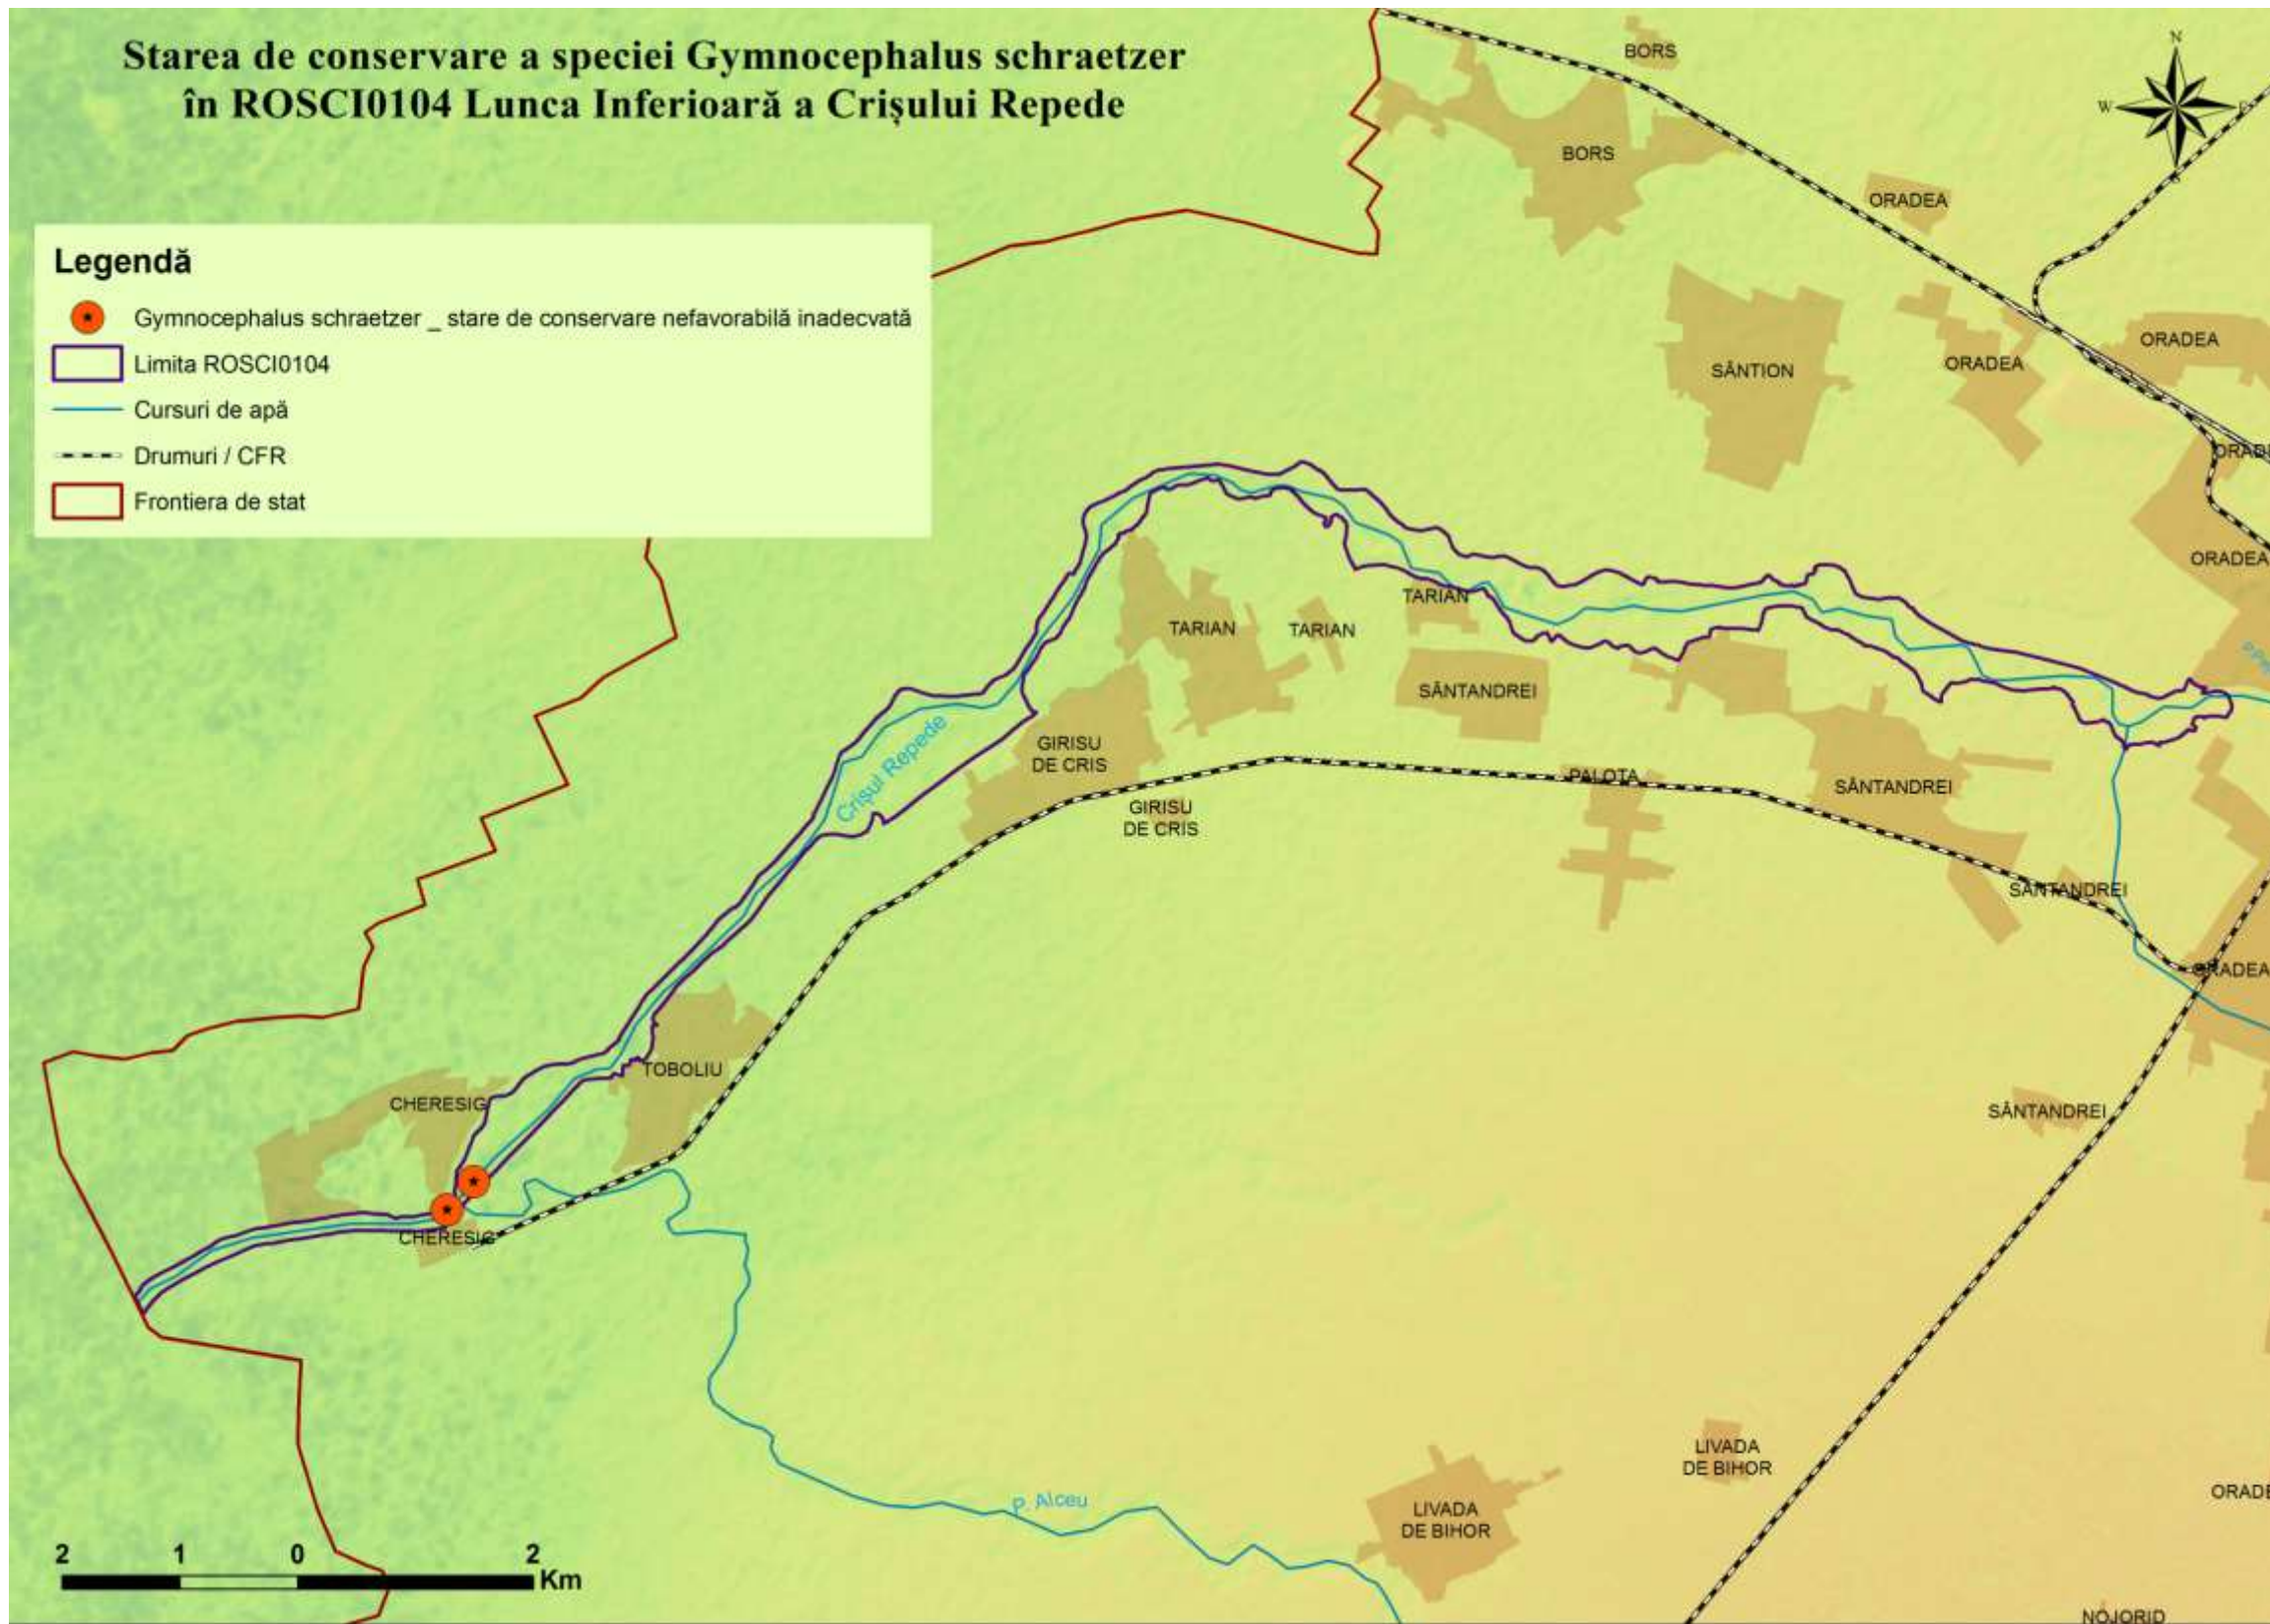 Starea de conservare a speciei Gymnocephalus schraetzer
în ROSCI0104 Lunca Inferioară a Crișului Repede
N
W
BORS
BORS
ORADEA
Legendă
Gymnocephalus schraetzer _ stare de conservare nefavorabilă inadecvată
Limita ROSCI0104
Cursuri de apă
Drumuri / CFR
Frontiera de stat
ORADEA
ORADEA
SÂNTION
ORADEA
TARIAN
TARIAN
TARIAN
SÂNTANDREI
Crișul Repede
GIRISU
DE CRIS
GIRISU
DE CRIS
PALOTA
SÂNTANDREI
SÂNTANDREI
ORADEA
TOBOLIU
CHERESIG
SÂNTANDREI
CHERESIG
LIVADA
DE BIHOR
P. Alceu
LIVADA
DE BIHOR
2 1 0 2
Km
NOJORID